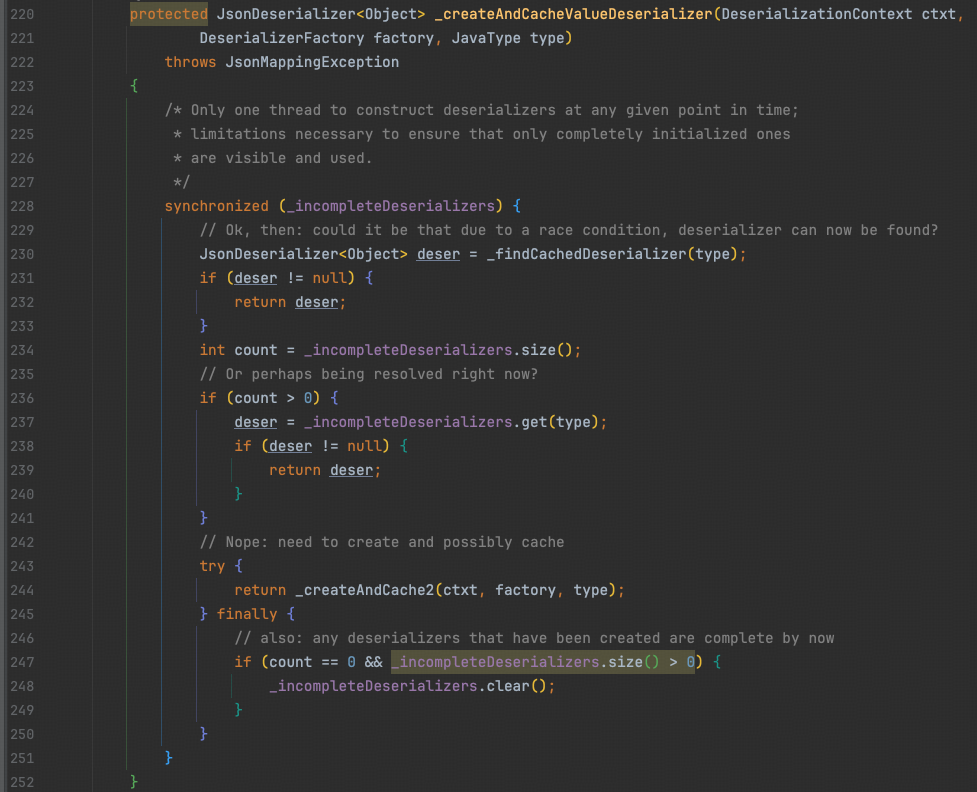 220 protected JsonDeserializer<Object> _createAndCacheValueDeserializer(DeserializationContext ctxt,
221 DeserializerFactory factory, JavaType type)
222 throws JsonMappingException
223 {
224 /* Only one thread to construct deserializers at any given point in time;
225 * limitations necessary to ensure that only completely initialized ones
226 * are visible and used.
227 */
228 synchronized (_incompleteDeserializers) {
229 // Ok, then: could it be that due to a race condition, deserializer can now be found?
230 JsonDeserializer<Object> deser = _findCachedDeserializer(type);
231 if (deser != null) {
232 return deser;
233 }
234 int count = _incompleteDeserializers.size();
235 // Or perhaps being resolved right now?
236 if (count > 0) {
237 deser = _incompleteDeserializers.get(type);
238 if (deser != null) {
239 return deser;
240 }
241 }
242 // Nope: need to create and possibly cache
243 try {
244 return _createAndCache2(ctxt, factory, type);
245 } finally {
246 // also: any deserializers that have been created are complete by now
247 if (count == 0 && _incompleteDeserializers.size() > 0) {
248 _incompleteDeserializers.clear();
249 }
250 }
251 }
252 }